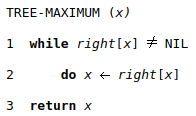 TREE-MAXIMUM (x)
1 while right[x] ≠ NIL
2 do x ← right[x]
3 return x